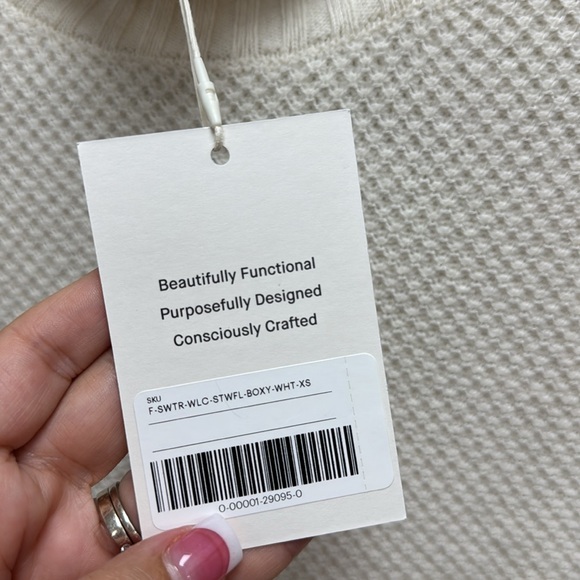 Beautifully Functional
Purposefully Designed
Consciously Crafted
SKU
F-SWTR-WLC-STWFL-BOXY-WHT-XS
0-00001-29095-0